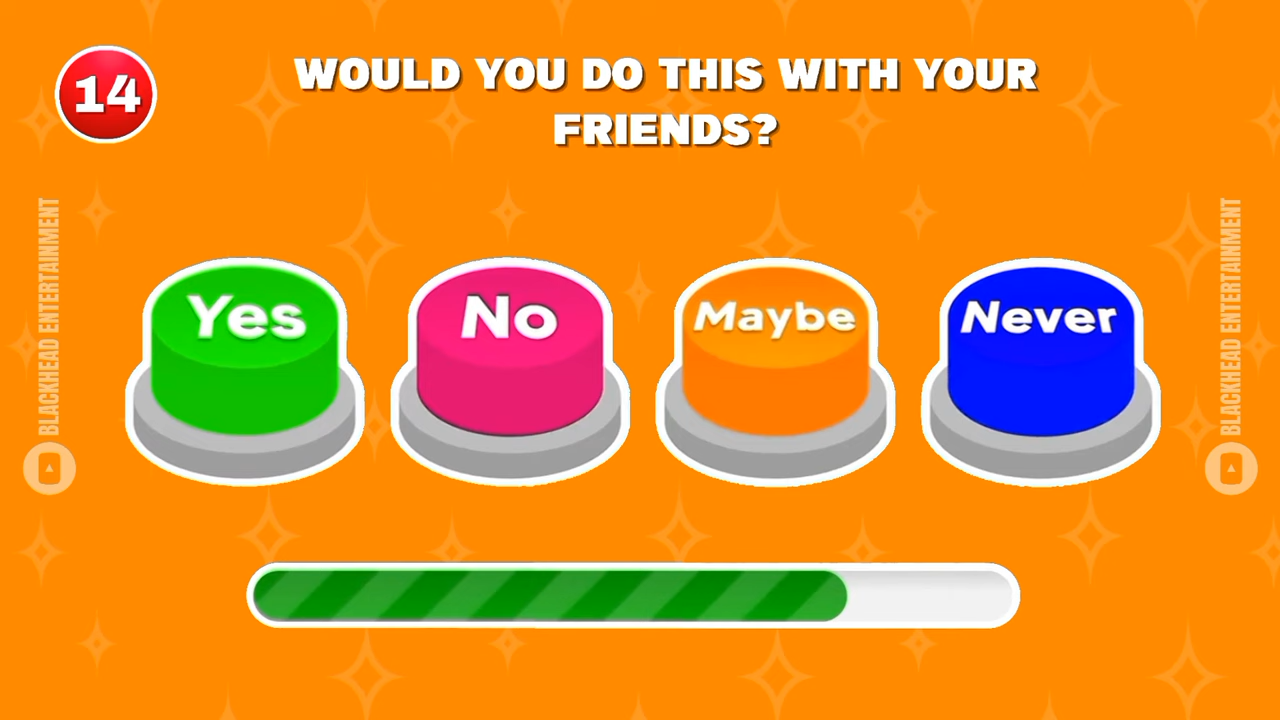 14
WOULD YOU DO THIS WITH YOUR
FRIENDS?
BLACKHEAD ENTERTAINMENT
Yes
No
Maybe
Never
BLACKHEAD ENTERTAINMENT